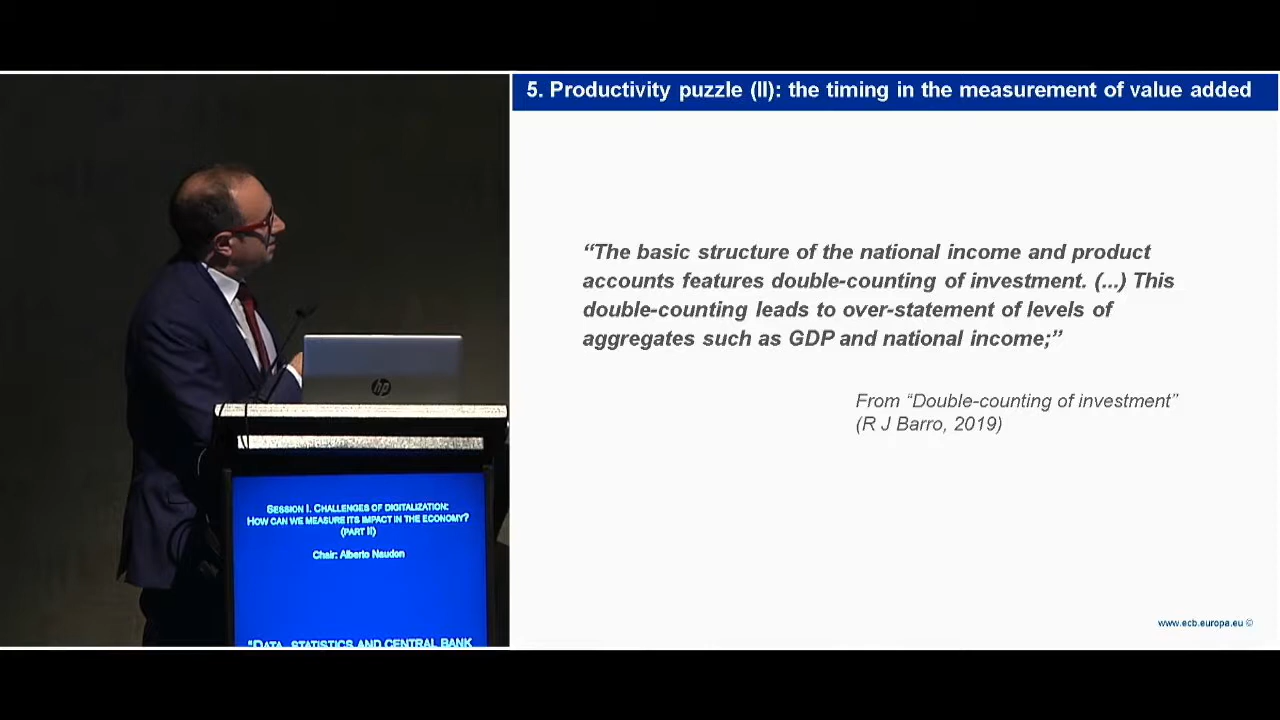 5. Productivity puzzle (II): the timing in the measurement of value added
“The basic structure of the national income and product
accounts features double-counting of investment. (...) This
double-counting leads to over-statement of levels of
aggregates such as GDP and national income;”
From “Double-counting of investment”
(R J Barro, 2019)
www.ecb.europa.eu ©
hp
SESSION I. CHALLENGES OF DIGITALIZATION:
HOW CAN WE MEASURE ITS IMPACT IN THE ECONOMY?
(PART II)
Chair: Alberto Naudon
“DATA, STATISTICS AND CENTRAL BANK